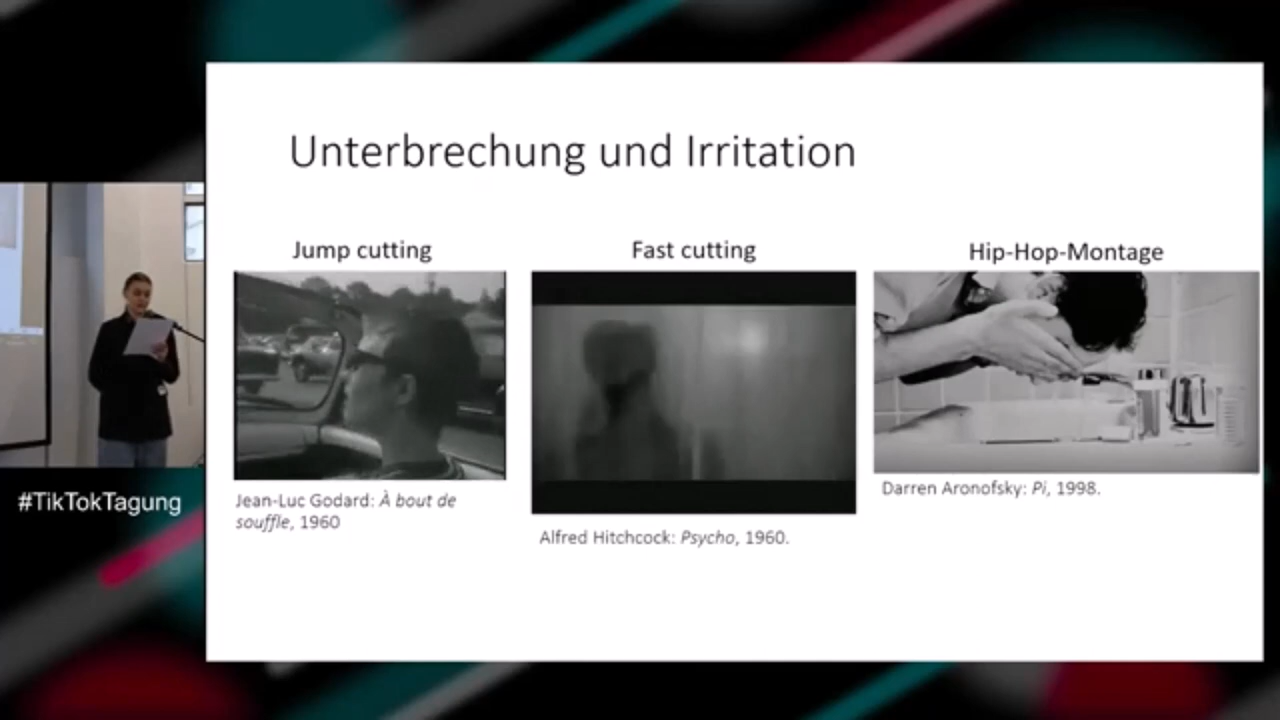 Unterbrechung und Irritation
Jump cutting
Fast cutting
Hip-Hop-Montage
Jean-Luc Godard: À bout de
souffle, 1960
Alfred Hitchcock: Psycho, 1960.
Darren Aronofsky: Pi, 1998.
#TikTokTagung